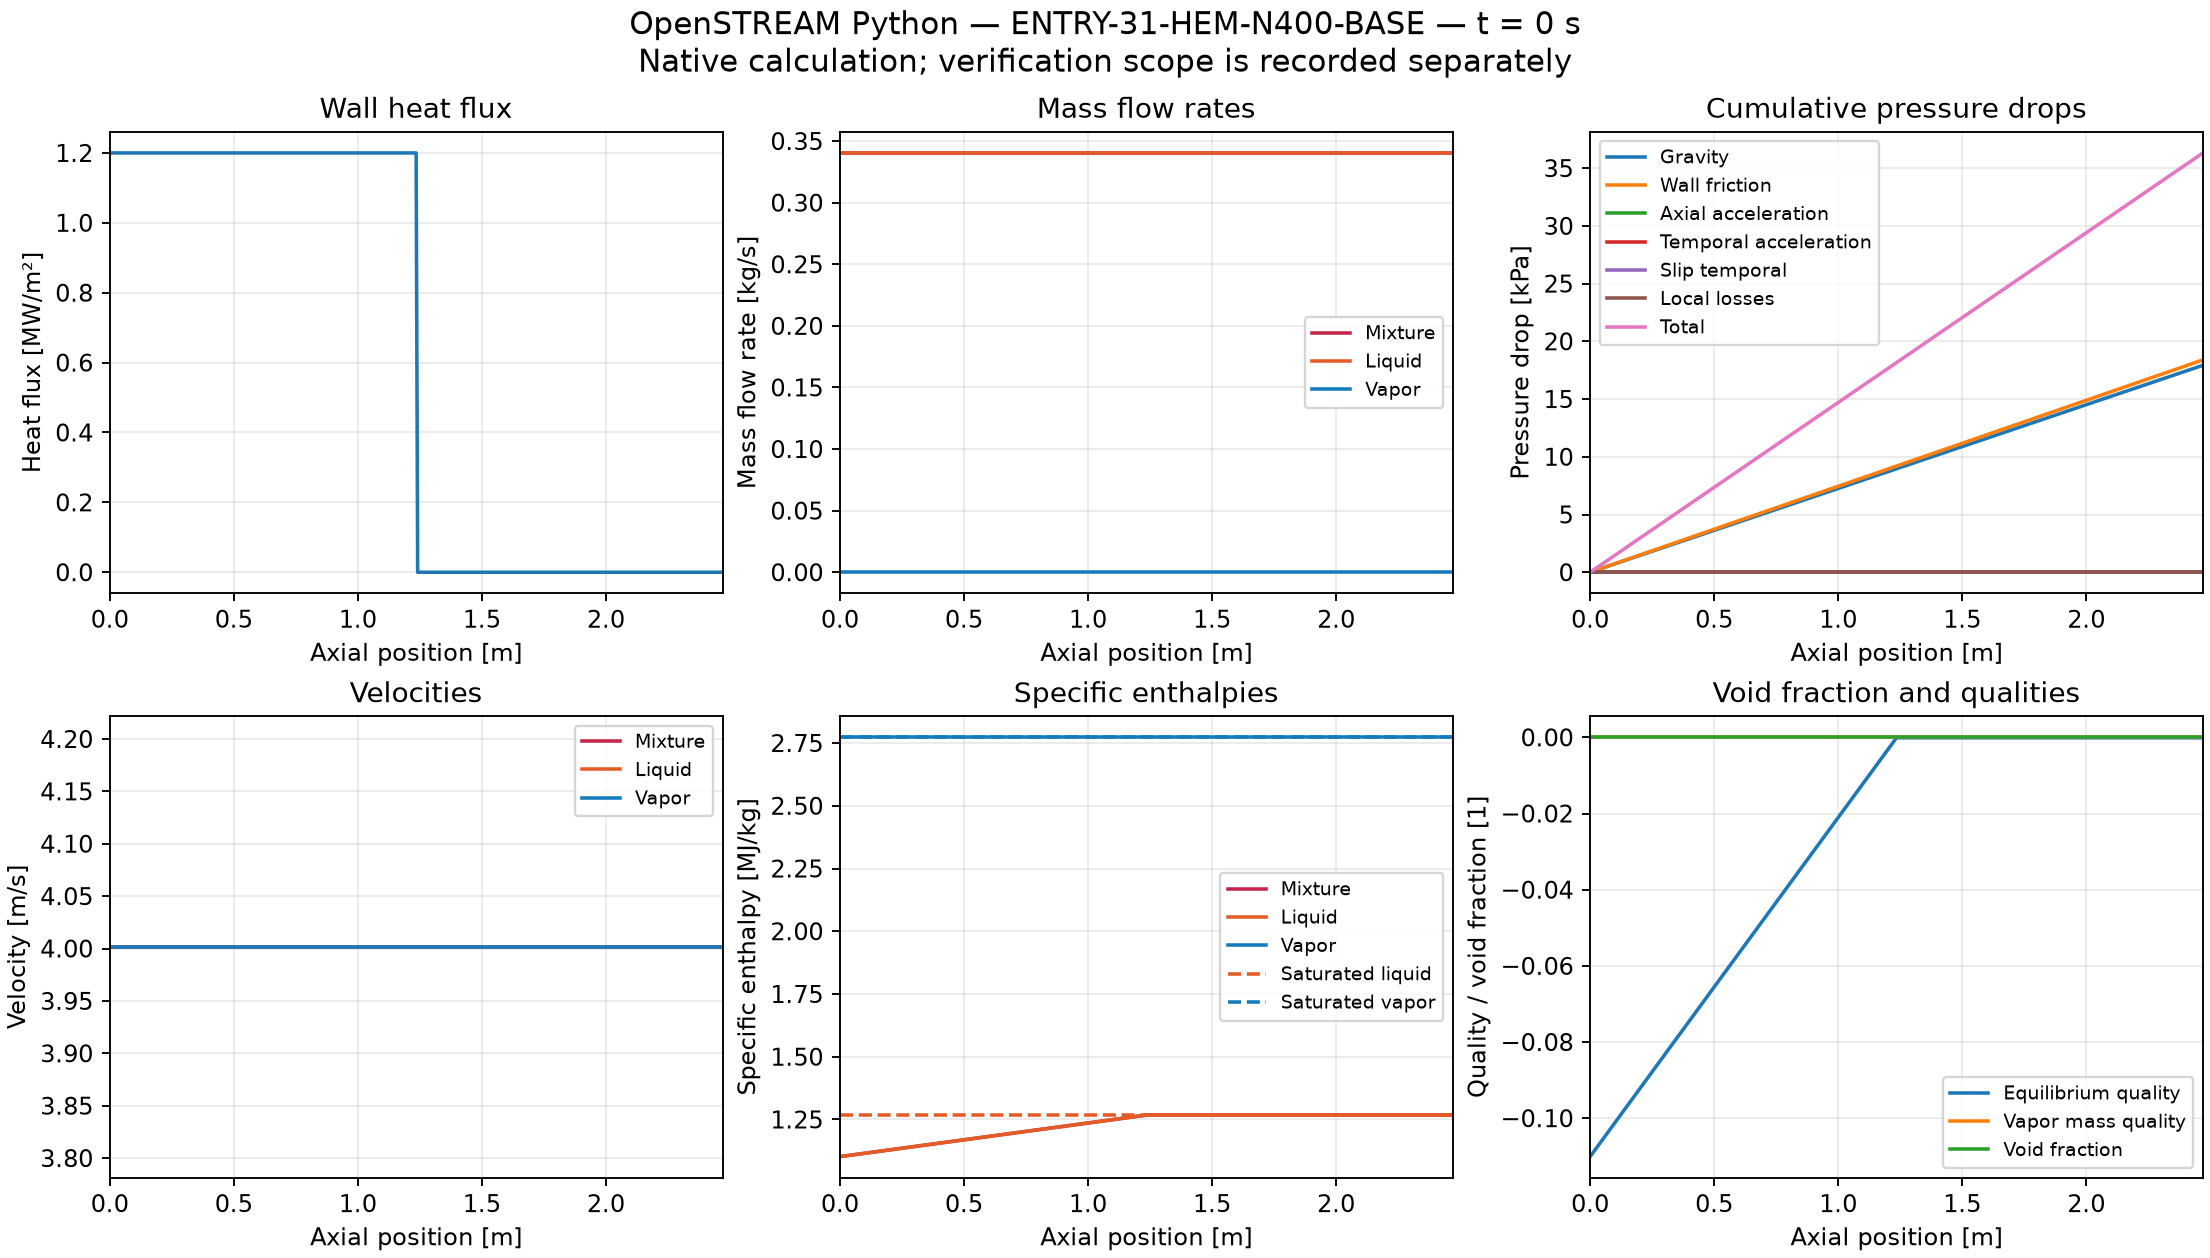 OpenSTREAM Python — ENTRY-31-HEM-N400-BASE — t = 0 s
Native calculation; verification scope is recorded separately
Wall heat flux
Heat flux [MW/m²]
1.2
1.0
0.8
0.6
0.4
0.2
0.0
0.0 0.5 1.0 1.5 2.0
Axial position [m]
Mass flow rates
Mass flow rate [kg/s]
0.35
0.30
0.25
0.20
0.15
0.10
0.05
0.00
Mixture
Liquid
Vapor
0.0 0.5 1.0 1.5 2.0
Axial position [m]
Cumulative pressure drops
Pressure drop [kPa]
35
30
25
20
15
10
5
0
Gravity
Wall friction
Axial acceleration
Temporal acceleration
Slip temporal
Local losses
Total
0.0 0.5 1.0 1.5 2.0
Axial position [m]
Velocities
Velocity [m/s]
4.20
4.15
4.10
4.05
4.00
3.95
3.90
3.85
3.80
Mixture
Liquid
Vapor
0.0 0.5 1.0 1.5 2.0
Axial position [m]
Specific enthalpies
Specific enthalpy [MJ/kg]
2.75
2.50
2.25
2.00
1.75
1.50
1.25
Mixture
Liquid
Vapor
Saturated liquid
Saturated vapor
0.0 0.5 1.0 1.5 2.0
Axial position [m]
Void fraction and qualities
Quality / void fraction [1]
0.00
−0.02
−0.04
−0.06
−0.08
−0.10
Equilibrium quality
Vapor mass quality
Void fraction
0.0 0.5 1.0 1.5 2.0
Axial position [m]